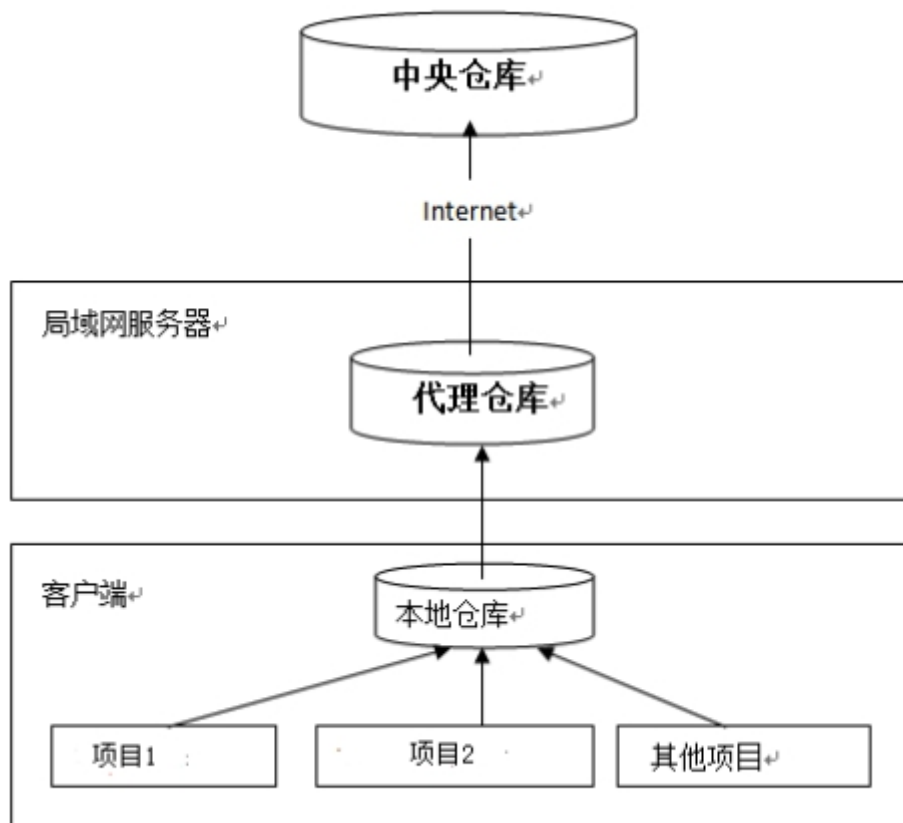 中央仓库
Internet
局域网服务器
代理仓库
客户端
本地仓库
项目1
项目2
其他项目